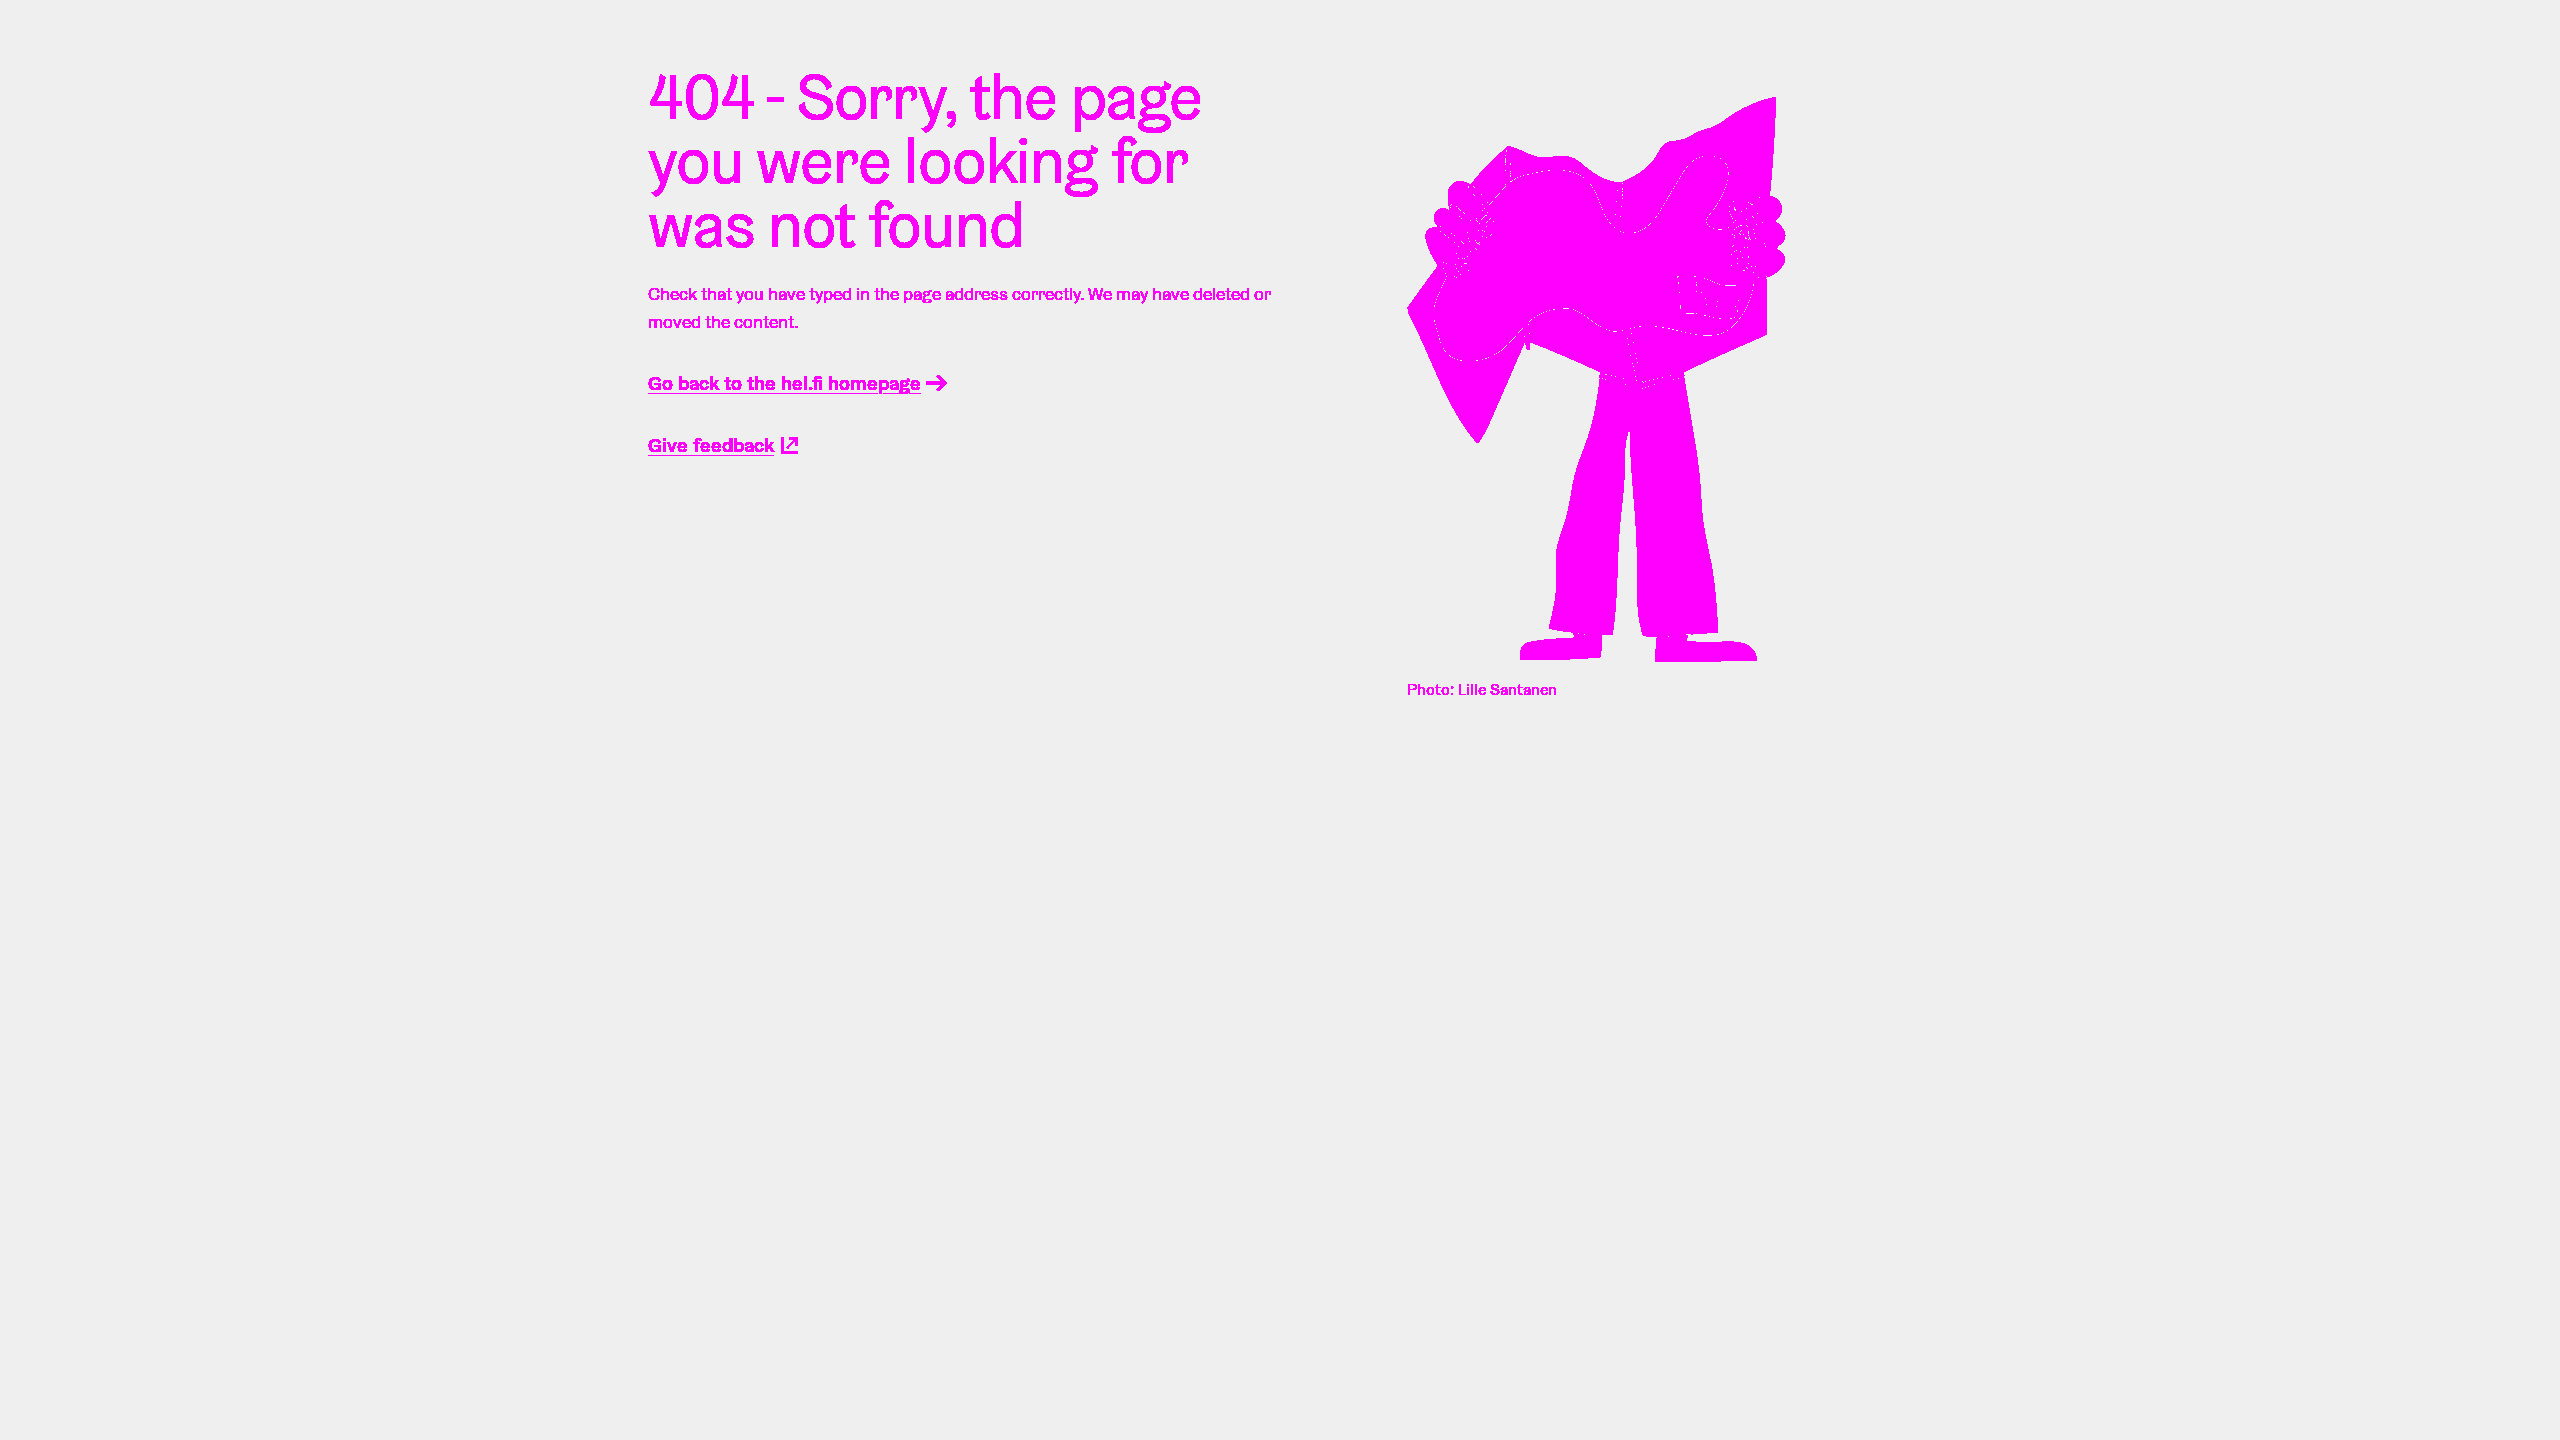 404 - Sorry, the page
you were looking for
was not found
Check that you have typed in the page address correctly. We may have deleted or
moved the content.
Go back to the hel.fi homepage
Give feedback
Photo: Lille Santanen